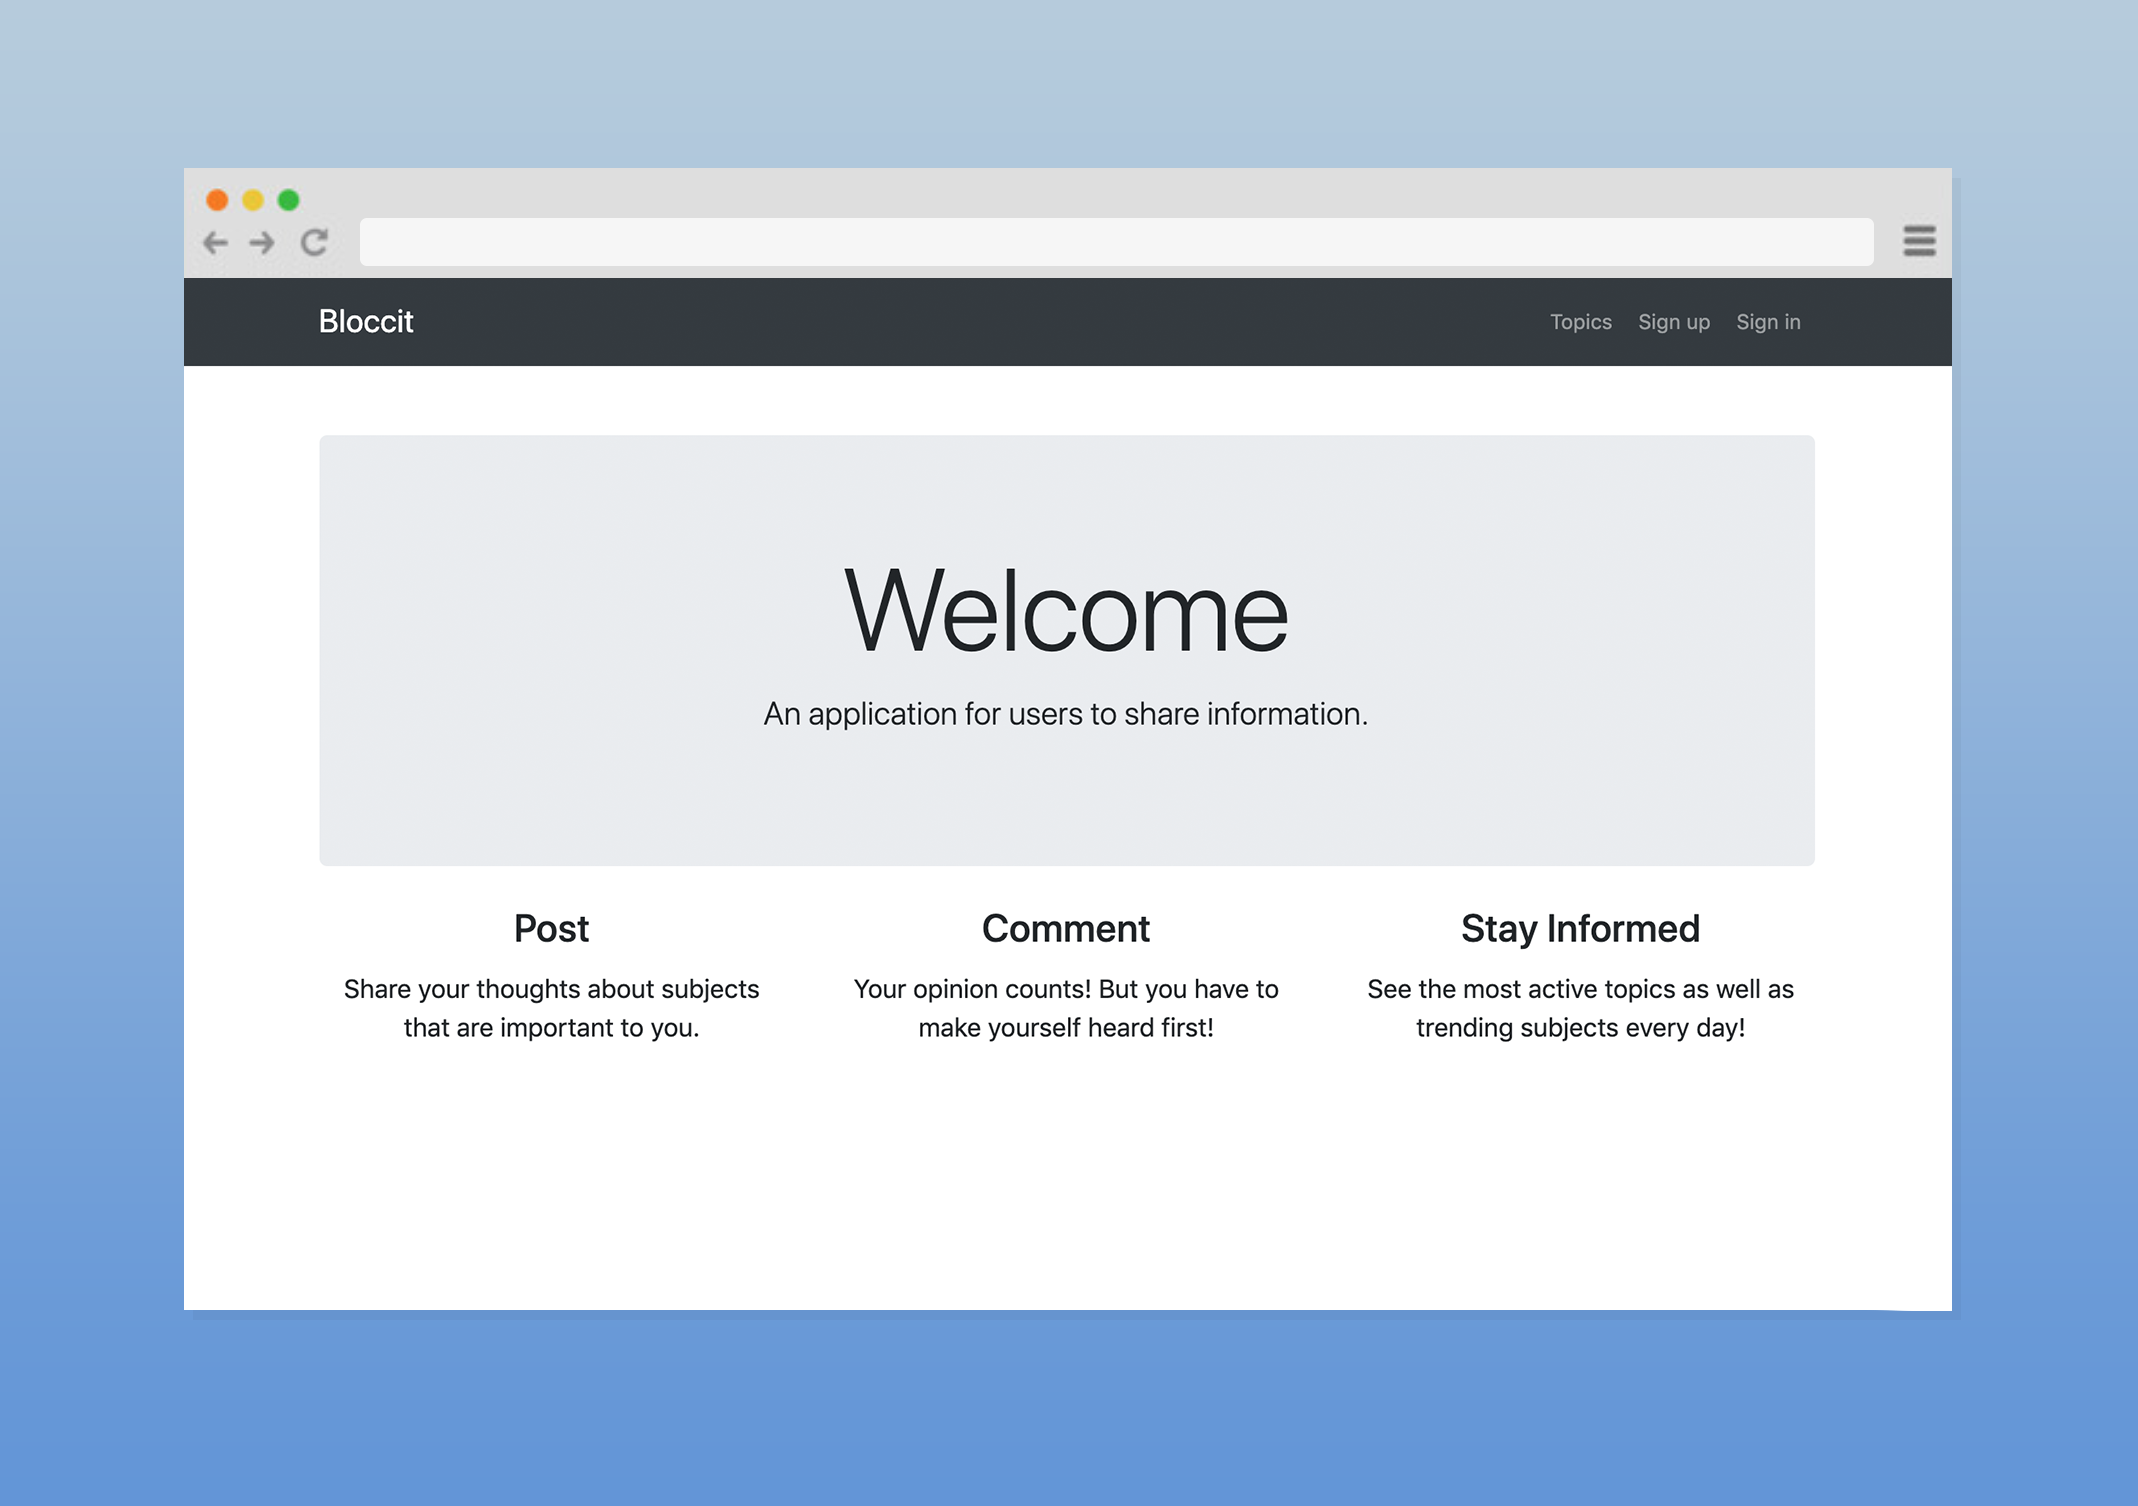 Bloccit
Topics Sign up Sign in
Welcome
An application for users to share information.
Post
Share your thoughts about subjects
that are important to you.
Comment
Your opinion counts! But you have to
make yourself heard first!
Stay Informed
See the most active topics as well as
trending subjects every day!